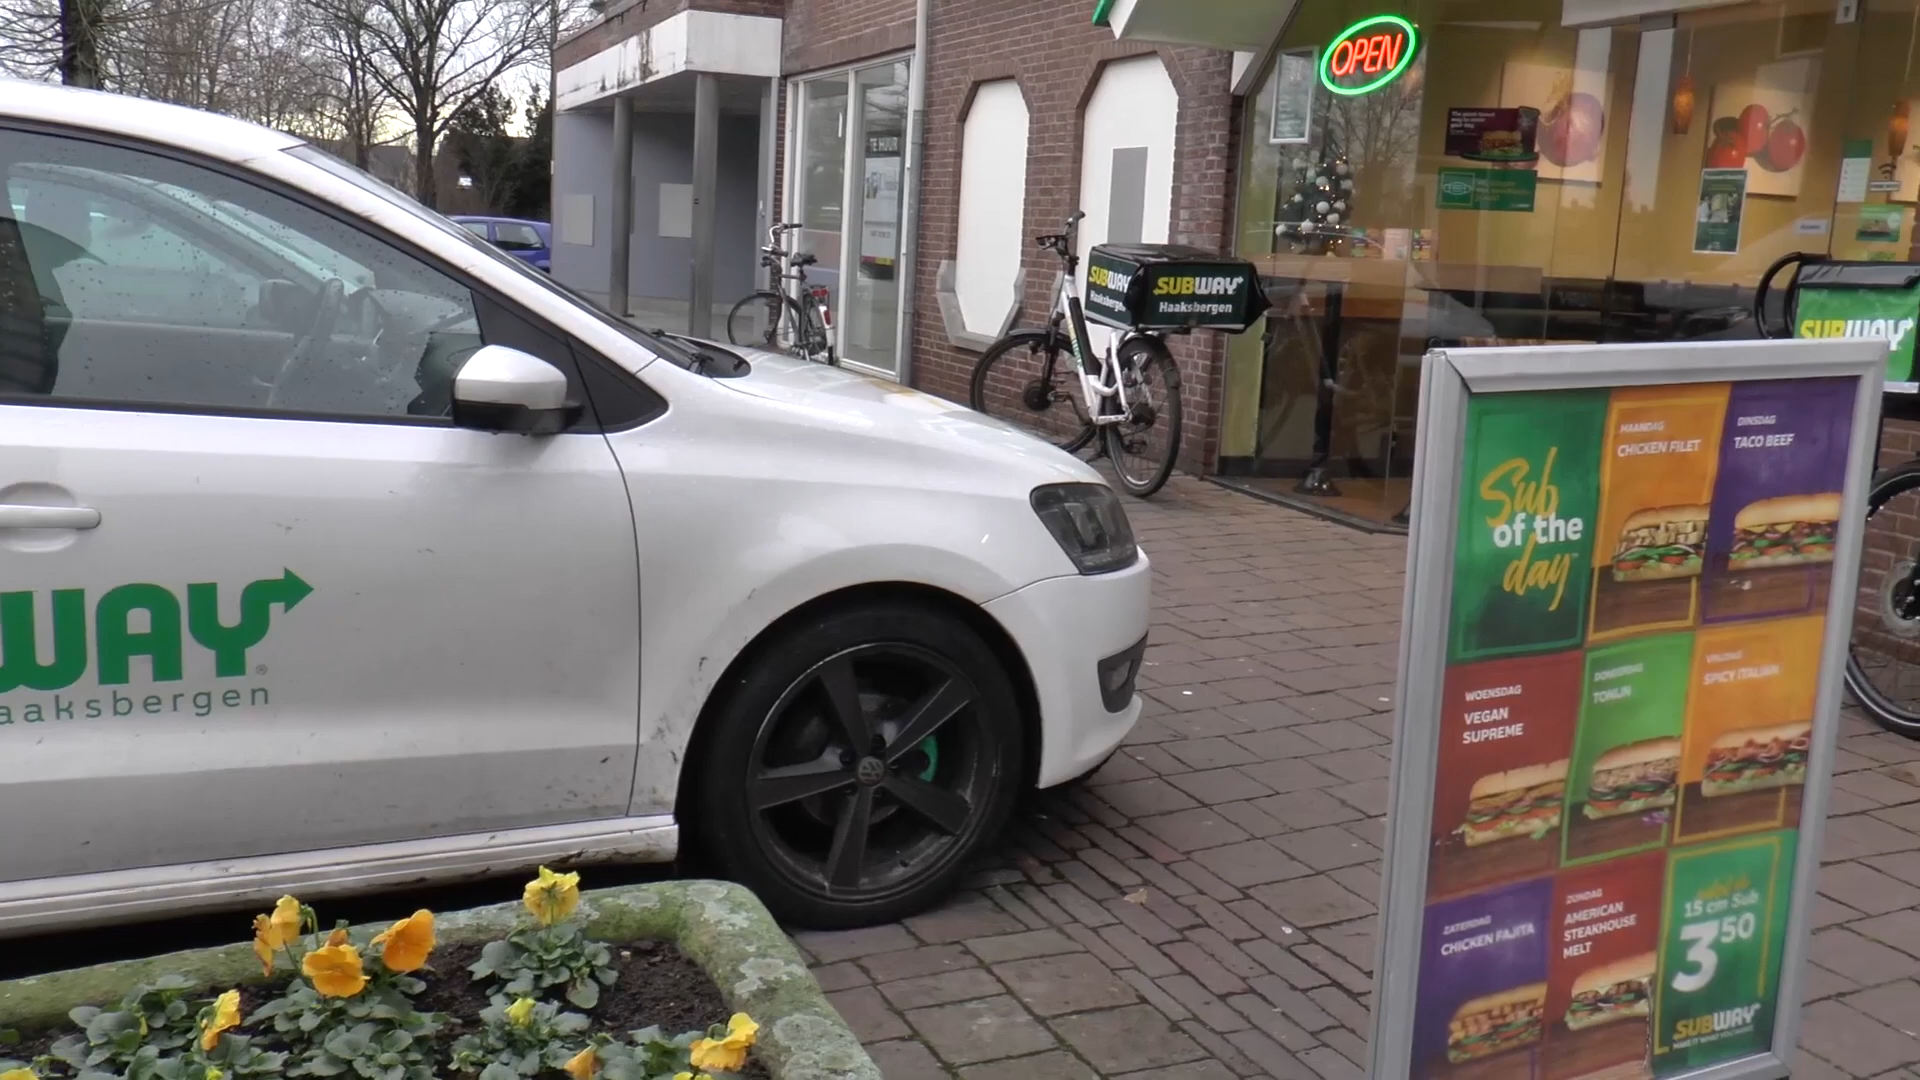 OPEN
TE HUUR
SUBWAY
Haaksbergen
SUBWAY
Haaksbergen
SUBWAY
WAY
aaksbergen
Sub
of the
day
MAANDAG
CHICKEN FILET
DINSDAG
TACO BEEF
WOENSDAG
VEGAN
SUPREME
DONDERDAG
TONIJN
VRIJDAG
SPICY ITALIAN
ZATERDAG
CHICKEN FAJITA
ZONDAG
AMERICAN
STEAKHOUSE
MELT
15 cm Sub
3.50
SUBWAY